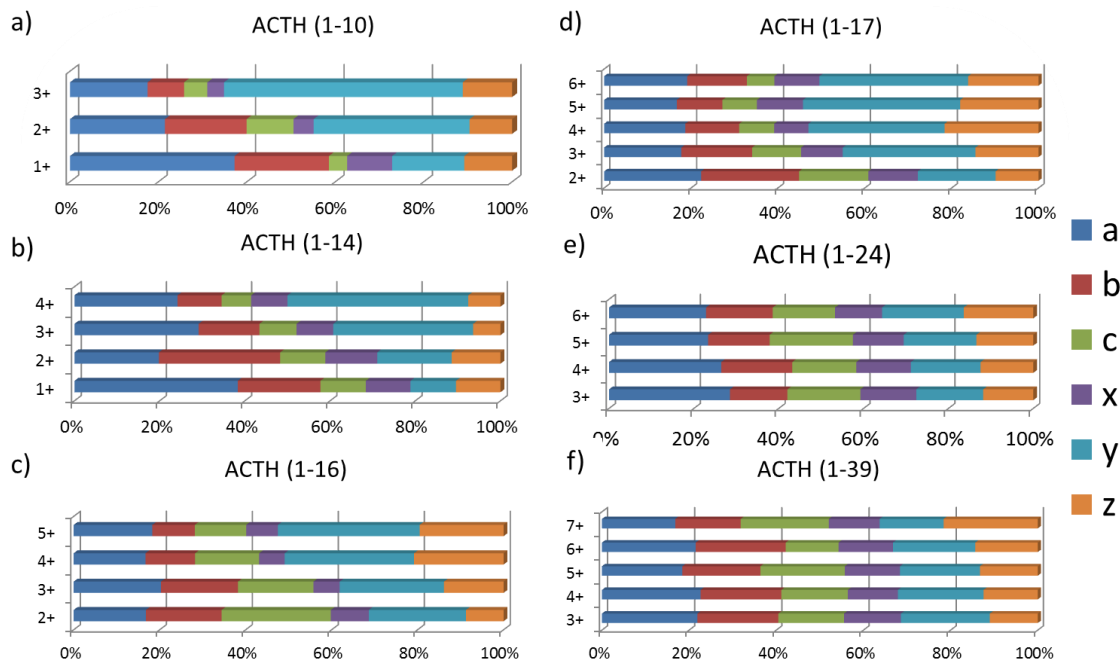 a)
ACTH (1-10)
3+
2+
1+
0% 20% 40% 60% 80% 100%
b)
ACTH (1-14)
4+
3+
2+
1+
0% 20% 40% 60% 80% 100%
c)
ACTH (1-16)
5+
4+
3+
2+
0% 20% 40% 60% 80% 100%
d)
ACTH (1-17)
6+
5+
4+
3+
2+
0% 20% 40% 60% 80% 100%
e)
ACTH (1-24)
6+
5+
4+
3+
0% 20% 40% 60% 80% 100%
f)
ACTH (1-39)
7+
6+
5+
4+
3+
0% 20% 40% 60% 80% 100%
a
b
c
x
y
z